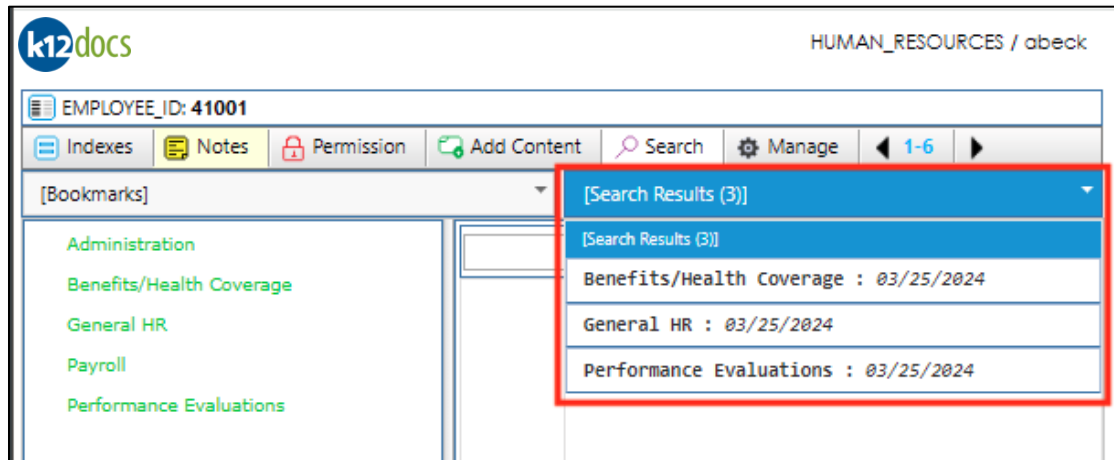 k12docs
HUMAN_RESOURCES / abeck
EMPLOYEE_ID: 41001
Indexes Notes Permission Add Content Search Manage 1-6
[Bookmarks] [Search Results (3)]
Administration
Benefits/Health Coverage
General HR
Payroll
Performance Evaluations
[Search Results (3)]
Benefits/Health Coverage : 03/25/2024
General HR : 03/25/2024
Performance Evaluations : 03/25/2024